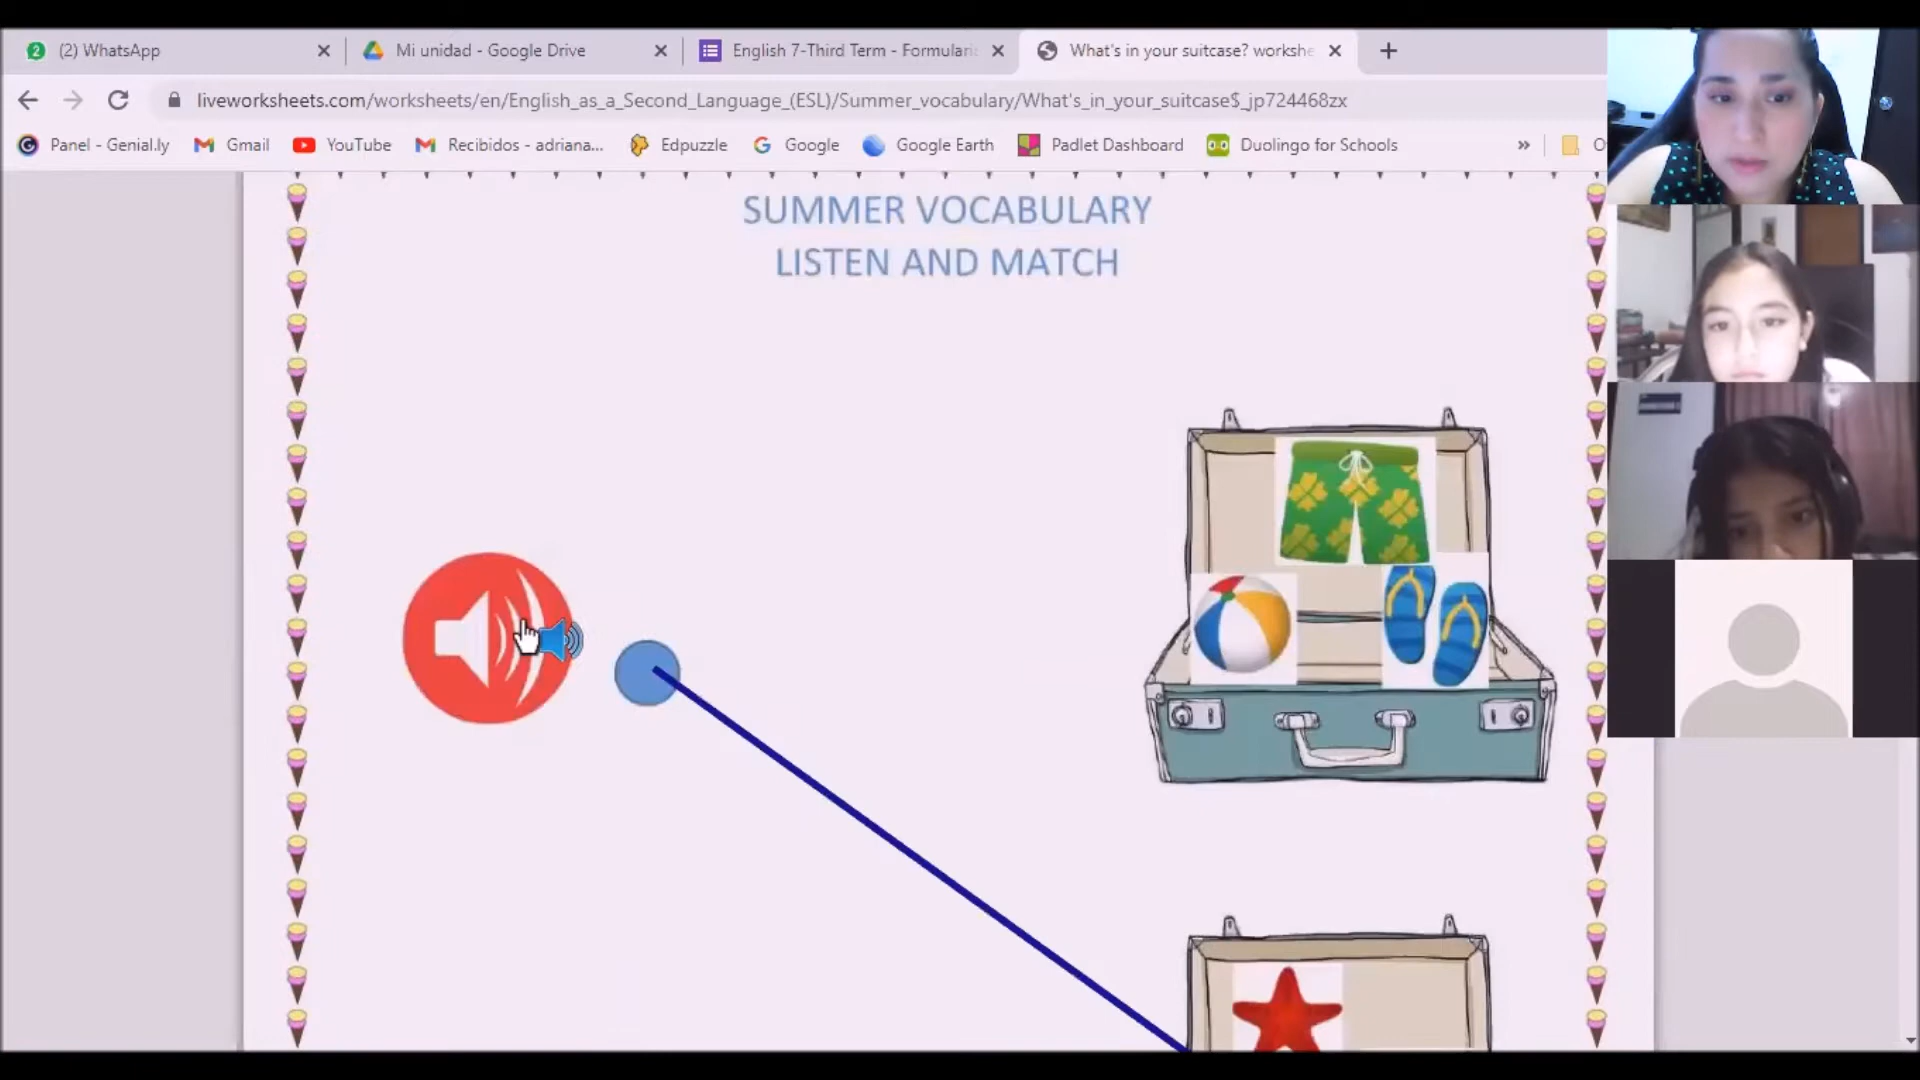 2 (2) WhatsApp
Mi unidad - Google Drive
English 7-Third Term - Formulari
What's in your suitcase? workshe
liveworksheets.com/worksheets/en/English_as_a_Second_Language_(ESL)/Summer_vocabulary/What's_in_your_suitcase$_jp724468zx
Panel - Genial.ly
Gmail
YouTube
Recibidos - adriana...
Edpuzzle
Google
Google Earth
Padlet Dashboard
Duolingo for Schools
»
SUMMER VOCABULARY
LISTEN AND MATCH